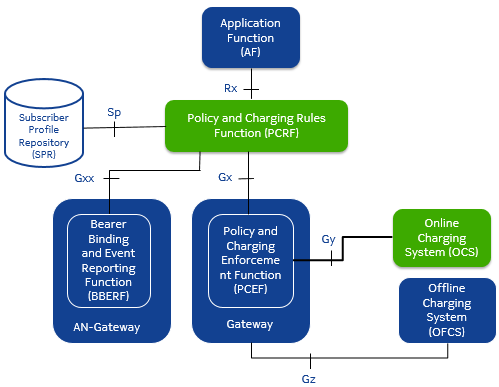 Application
Function
(AF)
Rx
Subscriber
Profile
Repository
(SPR)
Sp
Policy and Charging Rules
Function (PCRF)
Gxx
Gx
Bearer
Binding
and Event
Reporting
Function
(BBERF)
AN-Gateway
Policy and
Charging
Enforceme
nt Function
(PCEF)
Gateway
Gy
Online
Charging
System (OCS)
Offline
Charging
System
(OFCS)
Gz